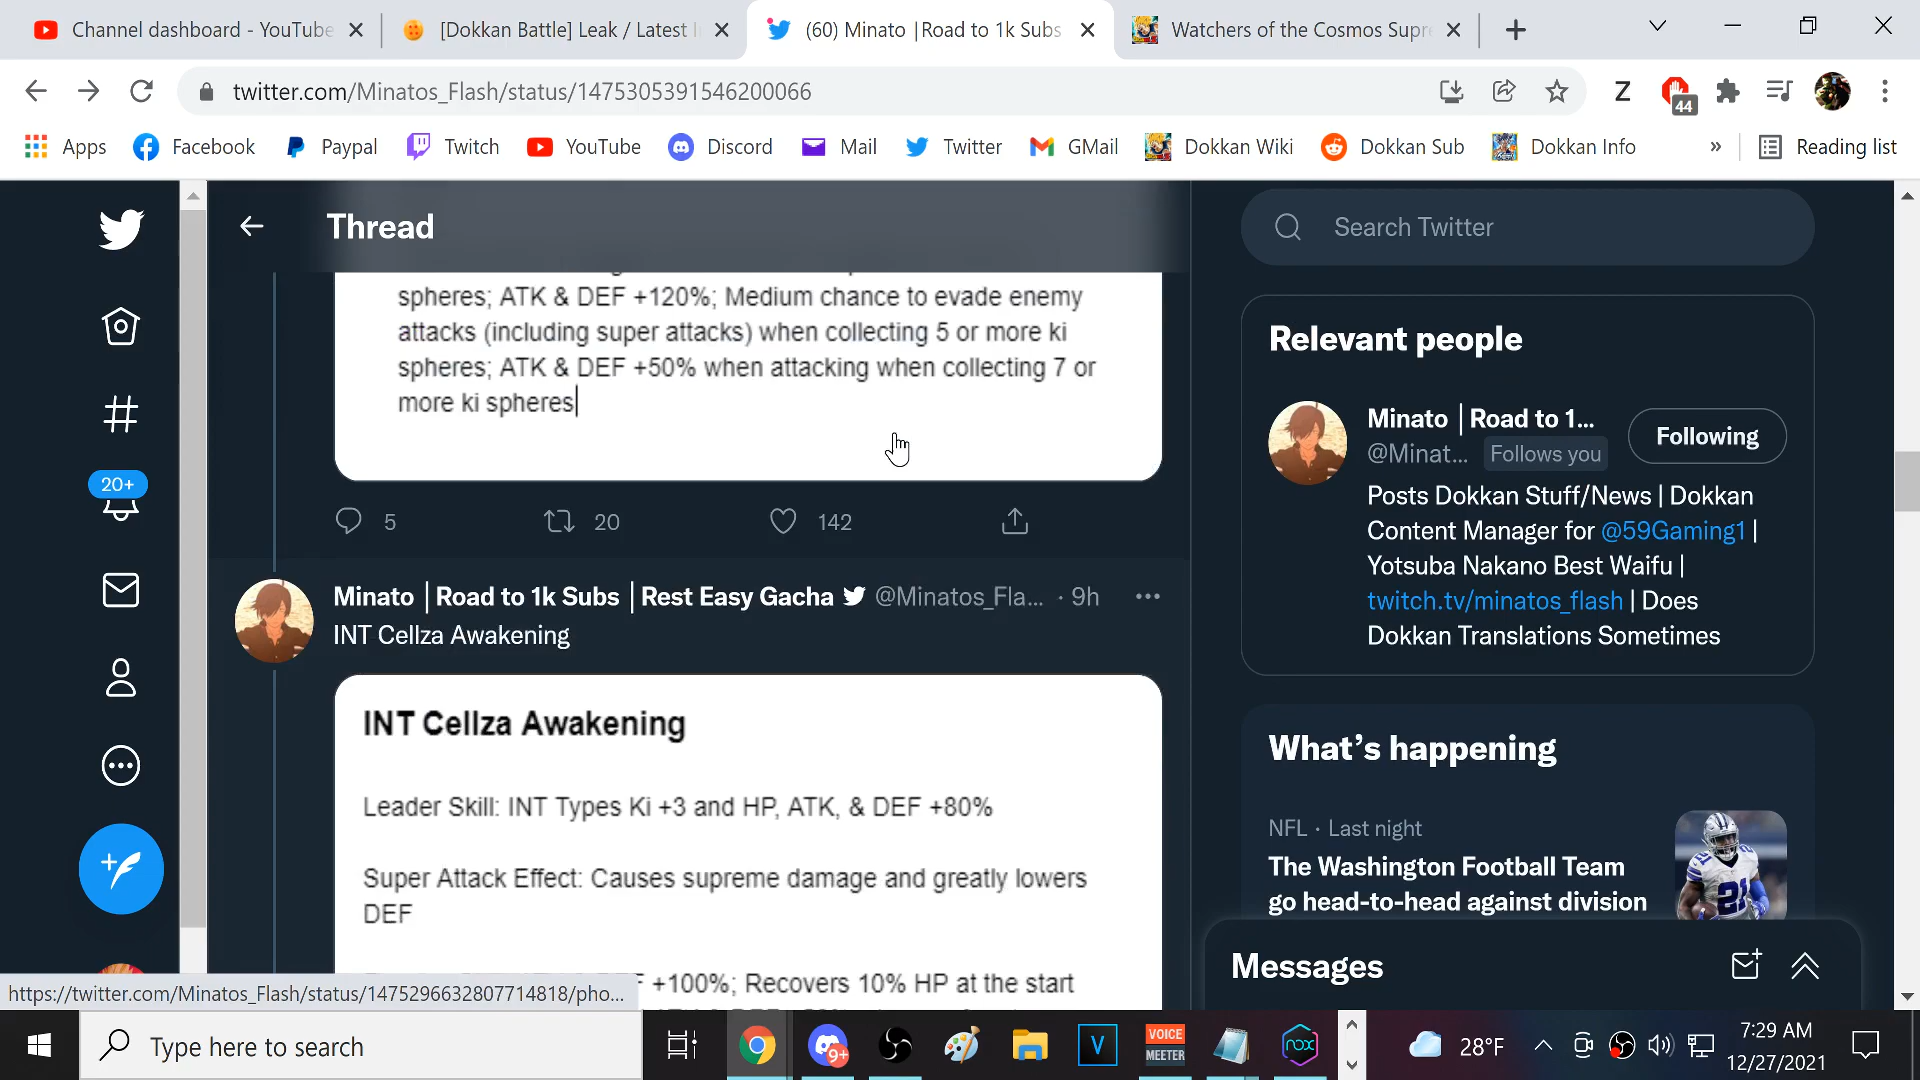 Channel dashboard - YouTube
[Dokkan Battle] Leak / Latest I
(60) Minato |Road to 1k Subs
Watchers of the Cosmos Supr
twitter.com/Minatos_Flash/status/1475305391546200066
Z
44
Apps
Facebook
Paypal
Twitch
YouTube
Discord
Mail
Twitter
GMail
Dokkan Wiki
Dokkan Sub
Dokkan Info
»
Reading list
Thread
spheres; ATK & DEF +120%; Medium chance to evade enemy
attacks (including super attacks) when collecting 5 or more ki
spheres; ATK & DEF +50% when attacking when collecting 7 or
more ki spheres
5
20
142
Minato |Road to 1k Subs |Rest Easy Gacha @Minatos_Fla... · 9h
INT Cellza Awakening
INT Cellza Awakening
Leader Skill: INT Types Ki +3 and HP, ATK, & DEF +80%
Super Attack Effect: Causes supreme damage and greatly lowers
DEF
F +100%; Recovers 10% HP at the start
20+
Search Twitter
Relevant people
Minato |Road to 1...
@Minat... Follows you
Following
Posts Dokkan Stuff/News | Dokkan
Content Manager for @59Gaming1 |
Yotsuba Nakano Best Waifu |
twitch.tv/minatos_flash | Does
Dokkan Translations Sometimes
What's happening
NFL · Last night
The Washington Football Team
go head-to-head against division
21
Messages
https://twitter.com/Minatos_Flash/status/1475296632807714818/pho...
Type here to search
9+
V
VOICE
MEETER
nox
28°F
7:29 AM
12/27/2021